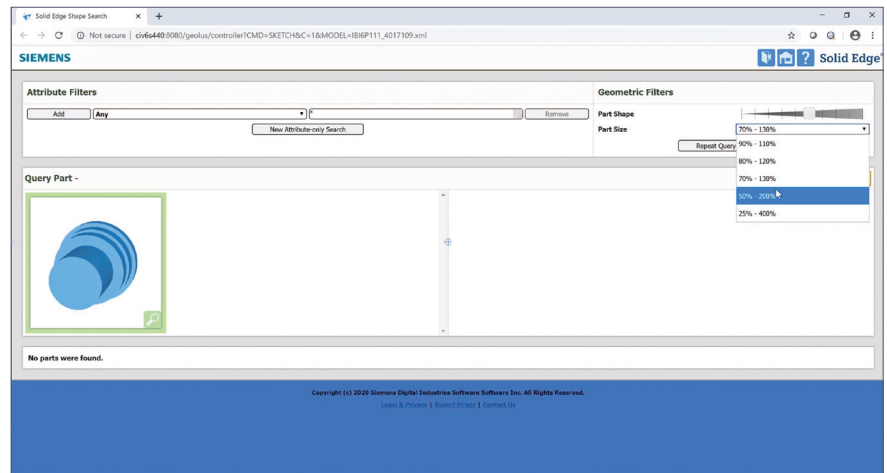 Solid Edge Shape Search
Not secure | civ6s440:8080/geolus/controller?CMD=SKETCH&C=1&MODEL=IBI6P111_4017109.xml
SIEMENS
? Solid Edge
Attribute Filters
Geometric Filters
Add Any * Remove
Part Shape
New Attribute-only Search
Part Size
70% - 130%
Repeat Query
90% - 110%
80% - 120%
70% - 130%
50% - 200%
25% - 400%
Query Part -
No parts were found.
Copyright (c) 2020 Siemens Digital Industries Software Software Inc. All Rights Reserved.
Legal & Privacy | Report Piracy | Contact Us